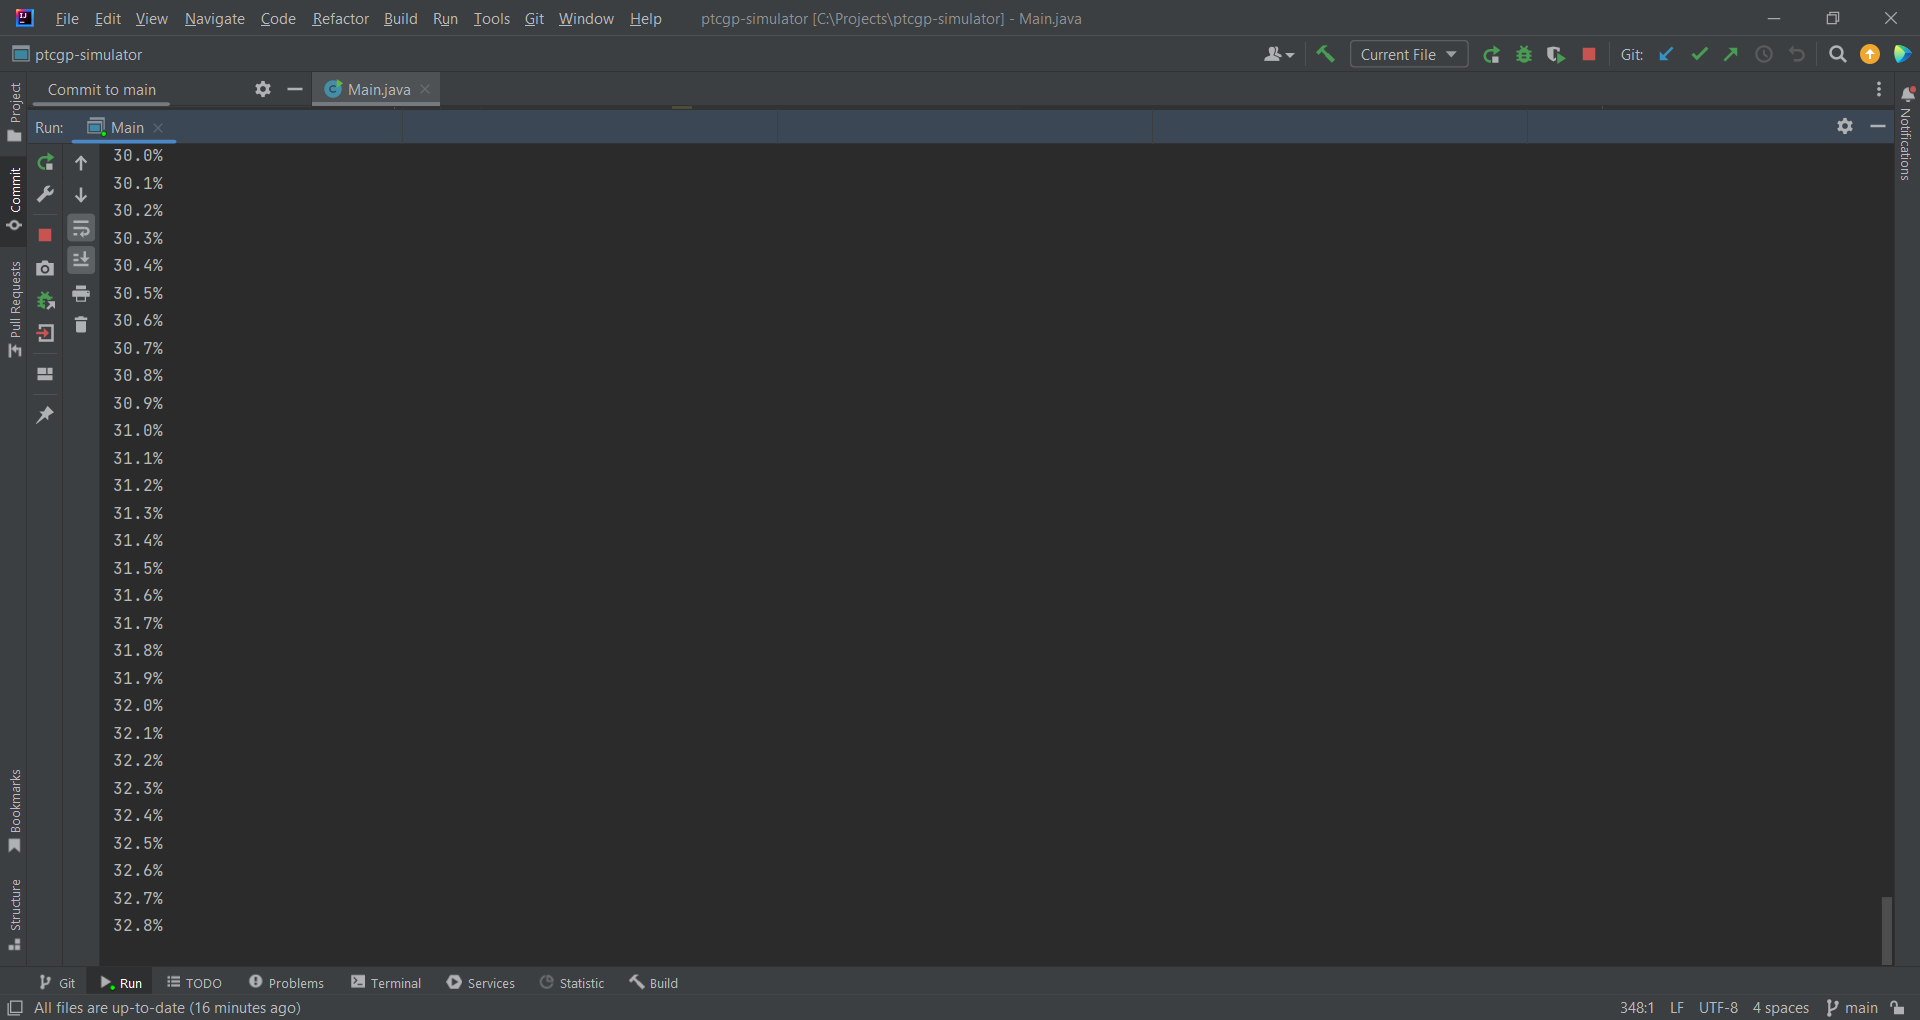 File Edit View Navigate Code Refactor Build Run Tools Git Window Help ptcgp-simulator [C:\Projects\ptcgp-simulator] - Main.java
ptcgp-simulator Current File Git:
Commit to main Main.java
Run: Main
30.0%
30.1%
30.2%
30.3%
30.4%
30.5%
30.6%
30.7%
30.8%
30.9%
31.0%
31.1%
31.2%
31.3%
31.4%
31.5%
31.6%
31.7%
31.8%
31.9%
32.0%
32.1%
32.2%
32.3%
32.4%
32.5%
32.6%
32.7%
32.8%
Project
Commit
Pull Requests
Bookmarks
Structure
Notifications
Git Run TODO Problems Terminal Services Statistic Build
All files are up-to-date (16 minutes ago) 348:1 LF UTF-8 4 spaces main